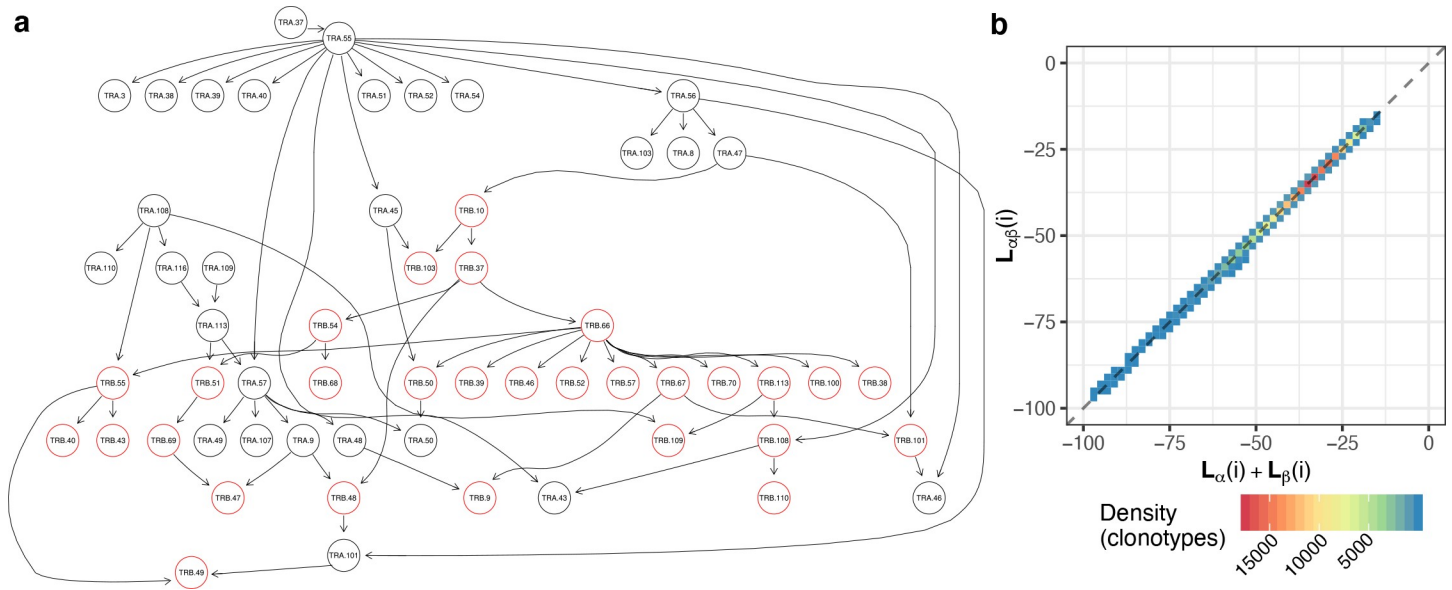 a
TRA.37
TRA.55
TRA.3
TRA.38
TRA.39
TRA.40
TRA.51
TRA.52
TRA.54
TRA.56
TRA.103
TRA.8
TRA.47
TRA.108
TRA.45
TRB.10
TRA.110
TRA.116
TRA.109
TRB.103
TRB.37
TRA.113
TRB.54
TRB.66
TRB.55
TRB.51
TRA.57
TRB.68
TRB.50
TRB.39
TRB.46
TRB.52
TRB.57
TRB.67
TRB.70
TRB.113
TRB.100
TRB.38
TRB.40
TRB.43
TRB.69
TRA.49
TRA.107
TRA.9
TRA.48
TRA.50
TRB.109
TRB.108
TRB.101
TRB.47
TRB.48
TRB.9
TRA.43
TRB.110
TRA.46
TRA.101
TRB.49
b
0
−25
−50
−75
−100
Lαβ(i)
−100 −75 −50 −25 0
Lα(i) + Lβ(i)
Density
(clonotypes)
15000 10000 5000